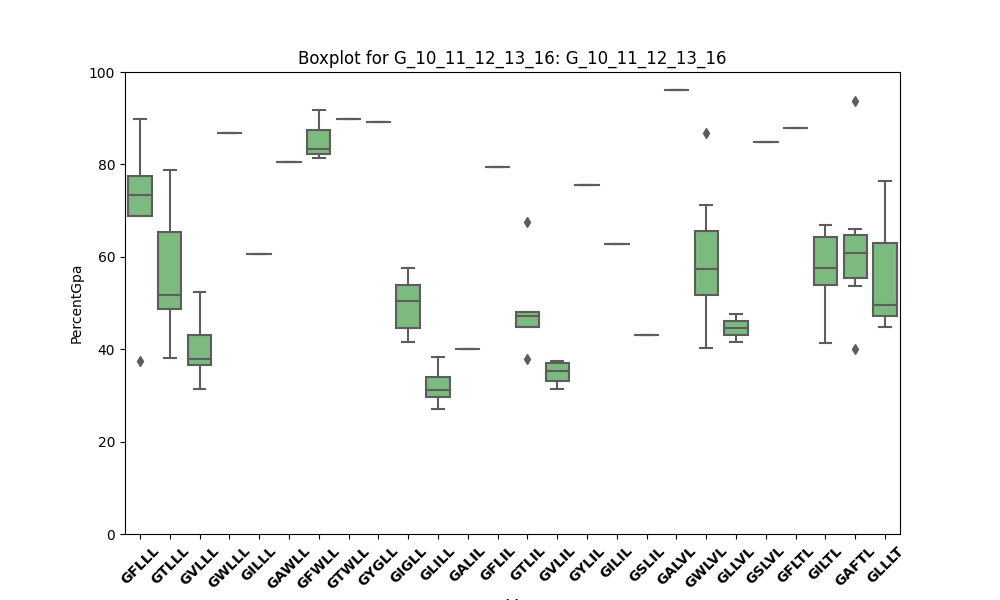 Boxplot for G_10_11_12_13_16: G_10_11_12_13_16
100
80
60
40
20
0
PercentGpa
GFLLL
GTLLL
GVLLL
GWLLL
GILLL
GAWLL
GFWLL
GTWLL
GYGLL
GIGLL
GLILL
GALIL
GFLIL
GTLIL
GVLIL
GYLIL
GILIL
GSLIL
GALVL
GWLVL
GLLVL
GSLVL
GFLTL
GILTL
GAFTL
GLLLT